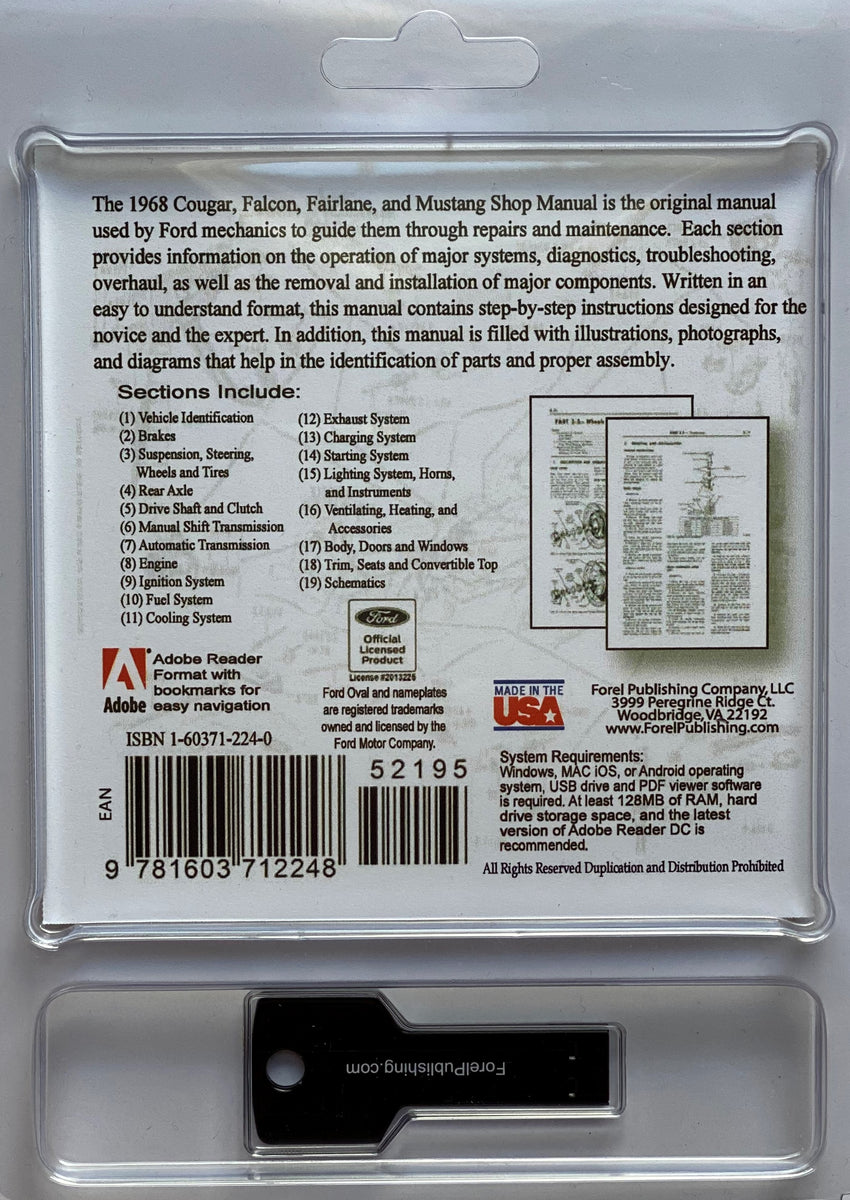 The 1968 Cougar, Falcon, Fairlane, and Mustang Shop Manual is the original manual
used by Ford mechanics to guide them through repairs and maintenance. Each section
provides information on the operation of major systems, diagnostics, troubleshooting,
overhaul, as well as the removal and installation of major components. Written in an
easy to understand format, this manual contains step-by-step instructions designed for the
novice and the expert. In addition, this manual is filled with illustrations, photographs,
and diagrams that help in the identification of parts and proper assembly.
Sections Include:
(1) Vehicle Identification
(2) Brakes
(3) Suspension, Steering,
Wheels and Tires
(4) Rear Axle
(5) Drive Shaft and Clutch
(6) Manual Shift Transmission
(7) Automatic Transmission
(8) Engine
(9) Ignition System
(10) Fuel System
(11) Cooling System
(12) Exhaust System
(13) Charging System
(14) Starting System
(15) Lighting System, Horns,
and Instruments
(16) Ventilating, Heating, and
Accessories
(17) Body, Doors and Windows
(18) Trim, Seats and Convertible Top
(19) Schematics
Adobe
Adobe Reader
Format with
bookmarks for
easy navigation
Ford
Official
Licensed
Product
License #2013226
Ford Oval and nameplates
are registered trademarks
owned and licensed by the
Ford Motor Company.
MADE IN THE
USA
Forel Publishing Company, LLC
3999 Peregrine Ridge Ct.
Woodbridge, VA 22192
www.ForelPublishing.com
ISBN 1-60371-224-0
EAN
9 781603 712248
52195
System Requirements:
Windows, MAC iOS, or Android operating
system, USB drive and PDF viewer software
is required. At least 128MB of RAM, hard
drive storage space, and the latest
version of Adobe Reader DC is
recommended.
All Rights Reserved Duplication and Distribution Prohibited
ForelPublishing.com